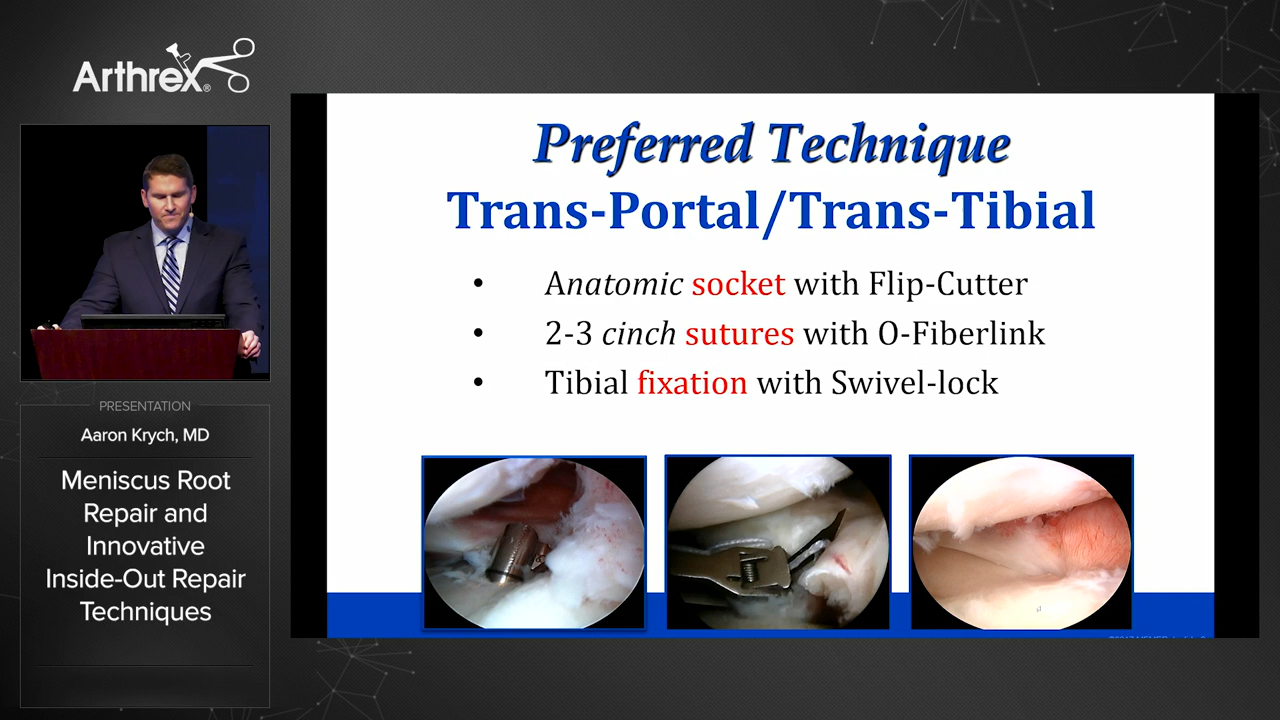 Arthrex®
PRESENTATION
Aaron Krych, MD
Meniscus Root
Repair and
Innovative
Inside-Out Repair
Techniques
Preferred Technique
Trans-Portal/Trans-Tibial
• Anatomic socket with Flip-Cutter
• 2-3 cinch sutures with O-Fiberlink
• Tibial fixation with Swivel-lock